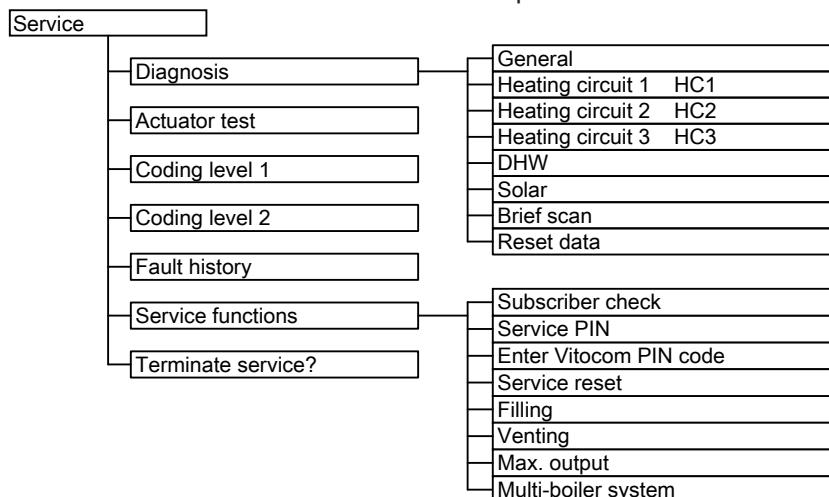 Service
Diagnosis
General
Heating circuit 1 HC1
Heating circuit 2 HC2
Heating circuit 3 HC3
DHW
Solar
Brief scan
Reset data
Actuator test
Coding level 1
Coding level 2
Fault history
Service functions
Subscriber check
Service PIN
Enter Vitocom PIN code
Service reset
Filling
Venting
Max. output
Multi-boiler system
Terminate service?